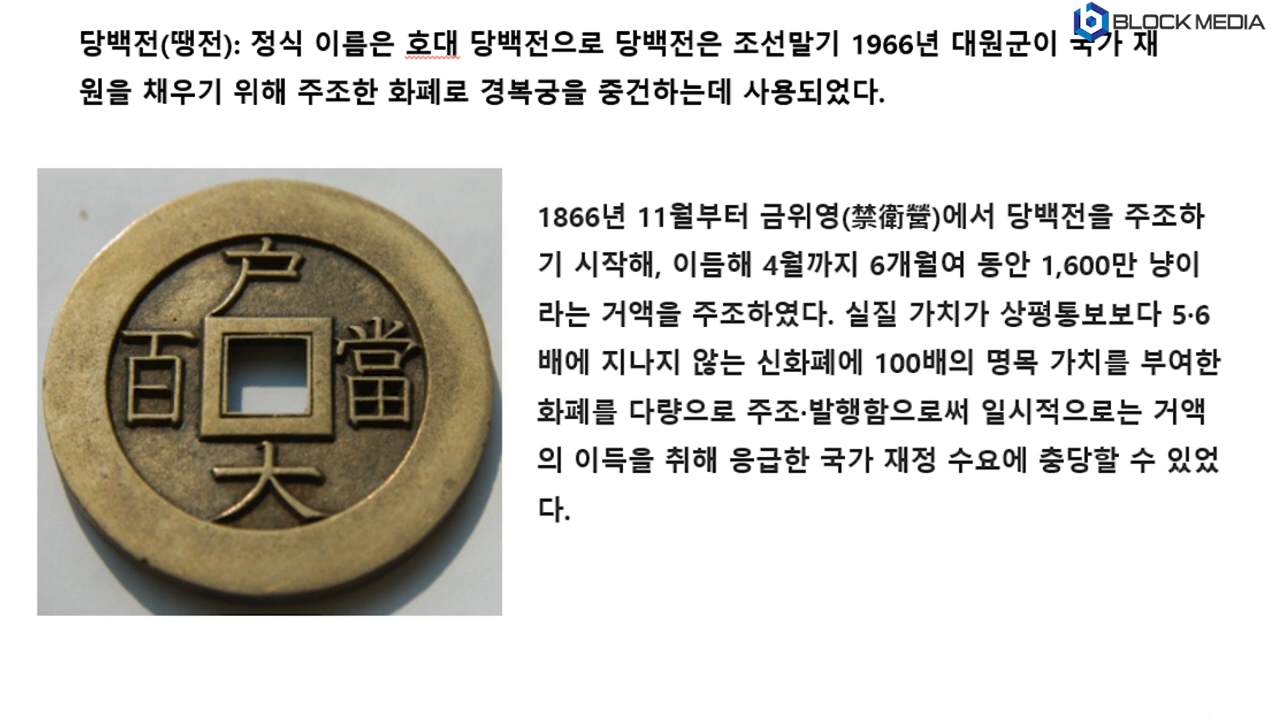 BLOCK MEDIA
당백전(땡전): 정식 이름은 호대 당백전으로 당백전은 조선말기 1966년 대원군이 국가 재
원을 채우기 위해 주조한 화폐로 경복궁을 중건하는데 사용되었다.
戶
百 當
大
1866년 11월부터 금위영(禁衛營)에서 당백전을 주조하
기 시작해, 이듬해 4월까지 6개월여 동안 1,600만 냥이
라는 거액을 주조하였다. 실질 가치가 상평통보보다 5·6
배에 지나지 않는 신화폐에 100배의 명목 가치를 부여한
화폐를 다량으로 주조·발행함으로써 일시적으로는 거액
의 이득을 취해 응급한 국가 재정 수요에 충당할 수 있었
다.